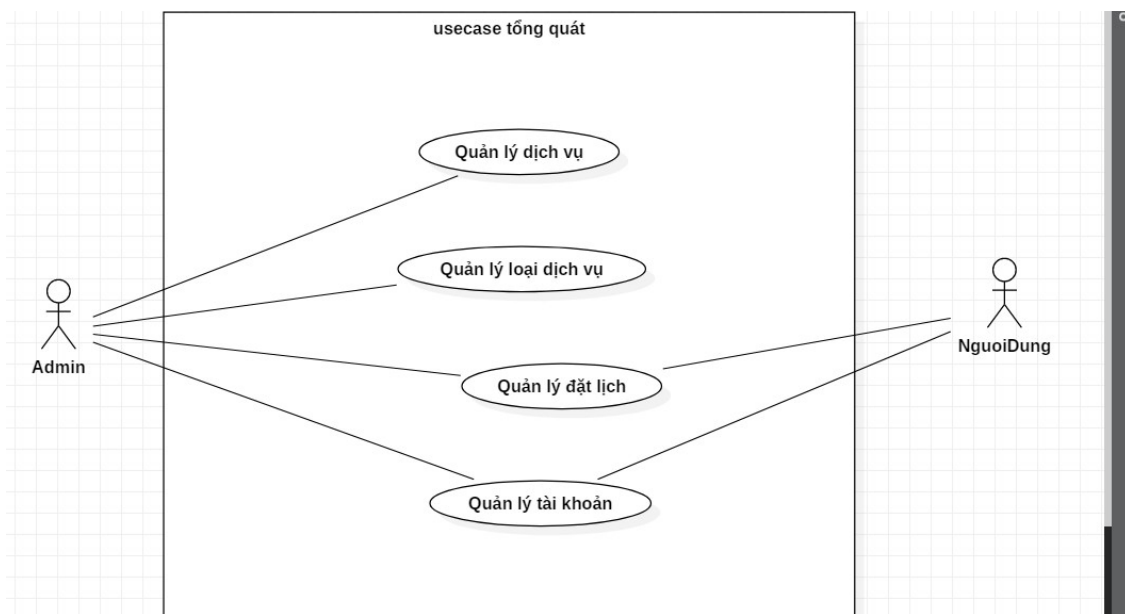 usecase tổng quát
Quản lý dịch vụ
Quản lý loại dịch vụ
Admin
NguoiDung
Quản lý đặt lịch
Quản lý tài khoản